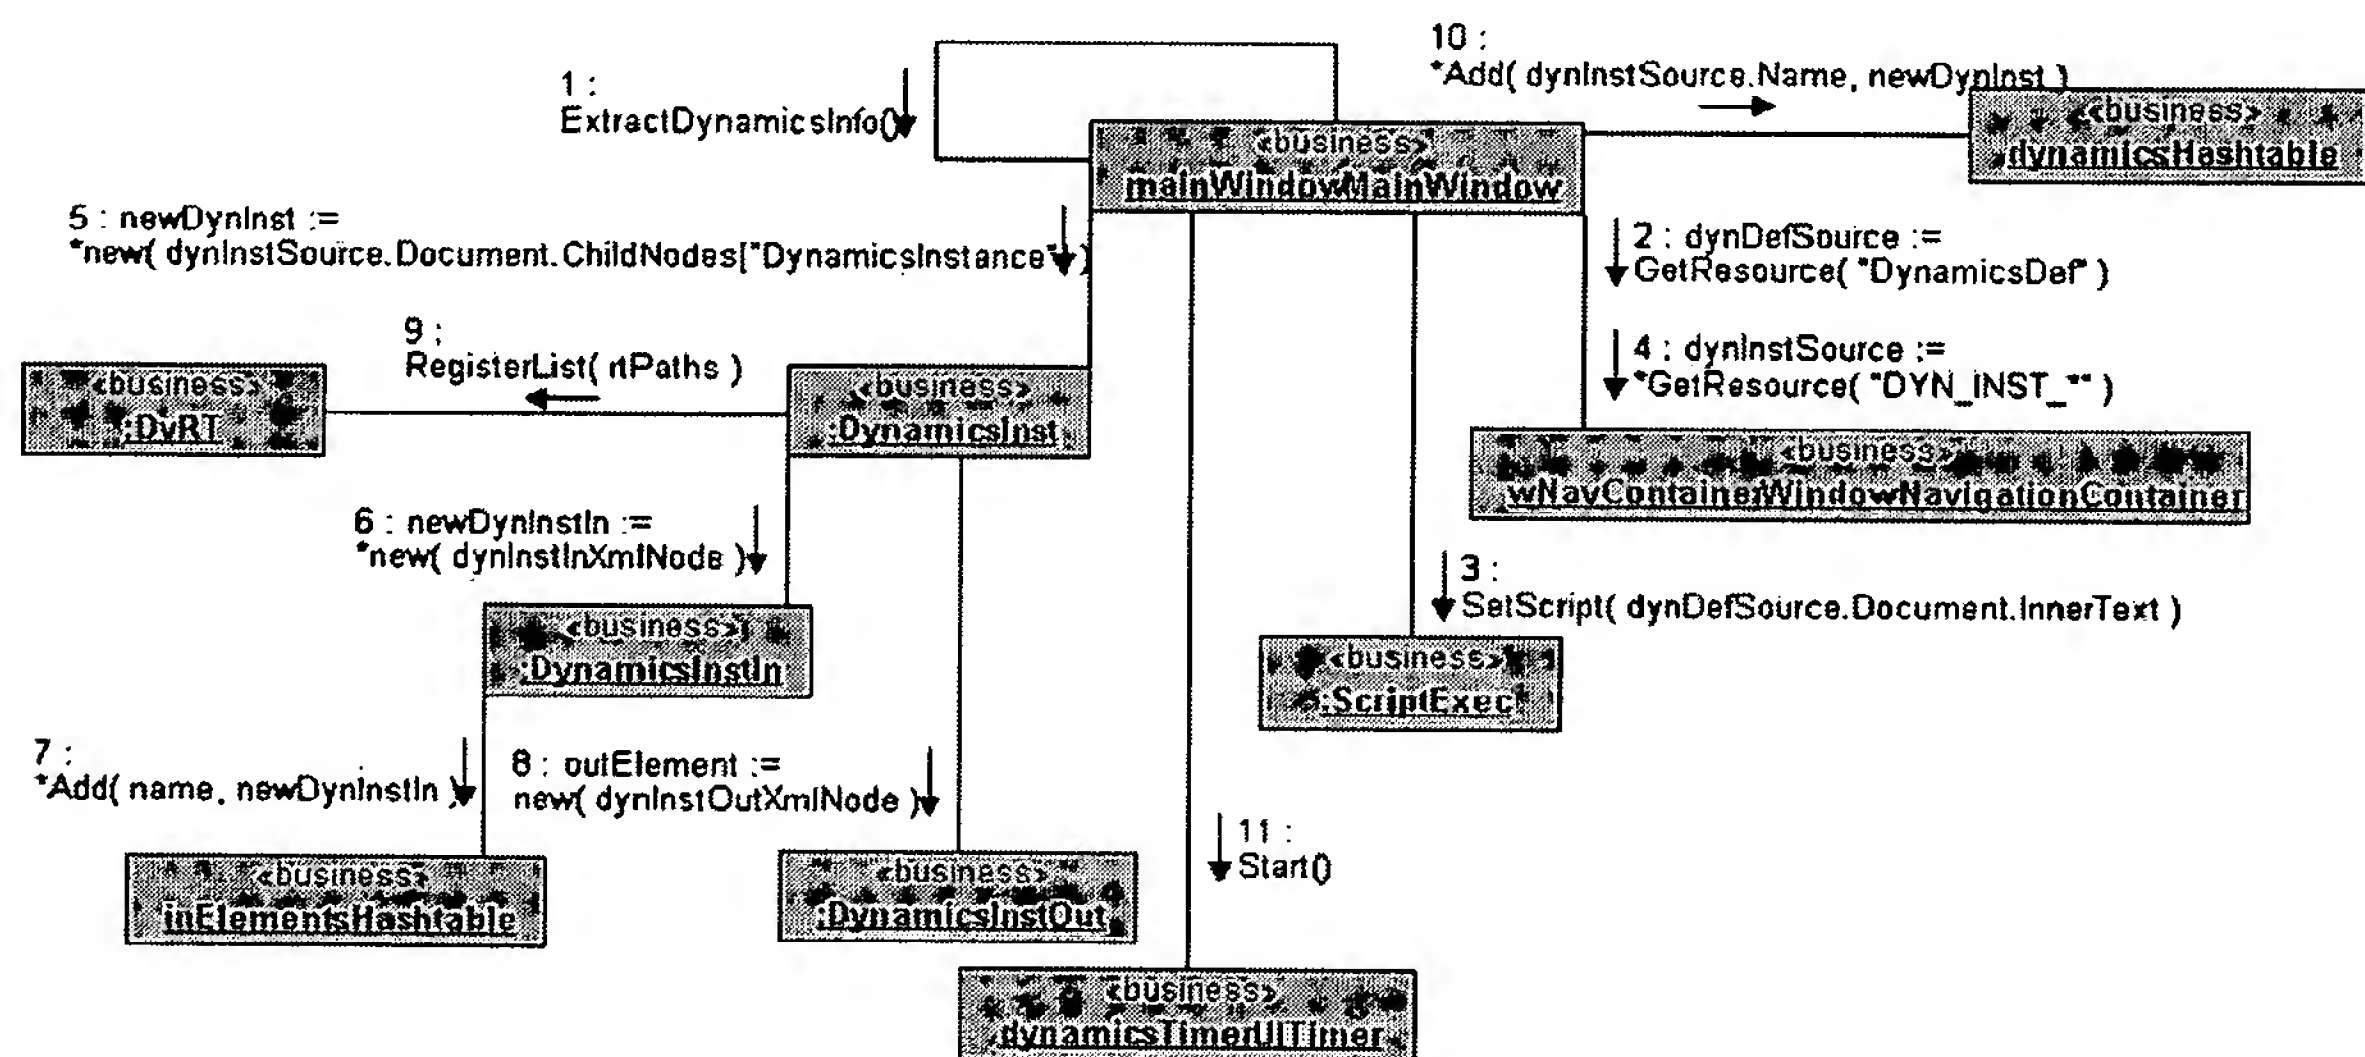 10 :
*Add( dynInstSource.Name, newDynInst )
1 :
ExtractDynamicsInfo()
<business>
dynamicsHashtable
<business>
mainWindowMainWindow
5 : newDynInst :=
*new( dynInstSource.Document.ChildNodes["DynamicsInstance"] )
2 : dynDefSource :=
GetResource( "DynamicsDef" )
9 :
RegisterList( rtPaths )
4 : dynInstSource :=
*GetResource( "DYN_INST_*" )
<business>
:DvRT
<business>
:DynamicsInst
<business>
wNavContainerWindowNavigationContainer
6 : newDynInstIn :=
*new( dynInstInXmlNode )
3 :
SetScript( dynDefSource.Document.InnerText )
<business>
:DynamicsInstIn
<business>
:ScriptExec
7 :
*Add( name, newDynInstIn )
8 : outElement :=
new( dynInstOutXmlNode )
11 :
Start()
<business>
inElementsHashtable
<business>
:DynamicsInstOut
<business>
dynamicsTimerUITimer